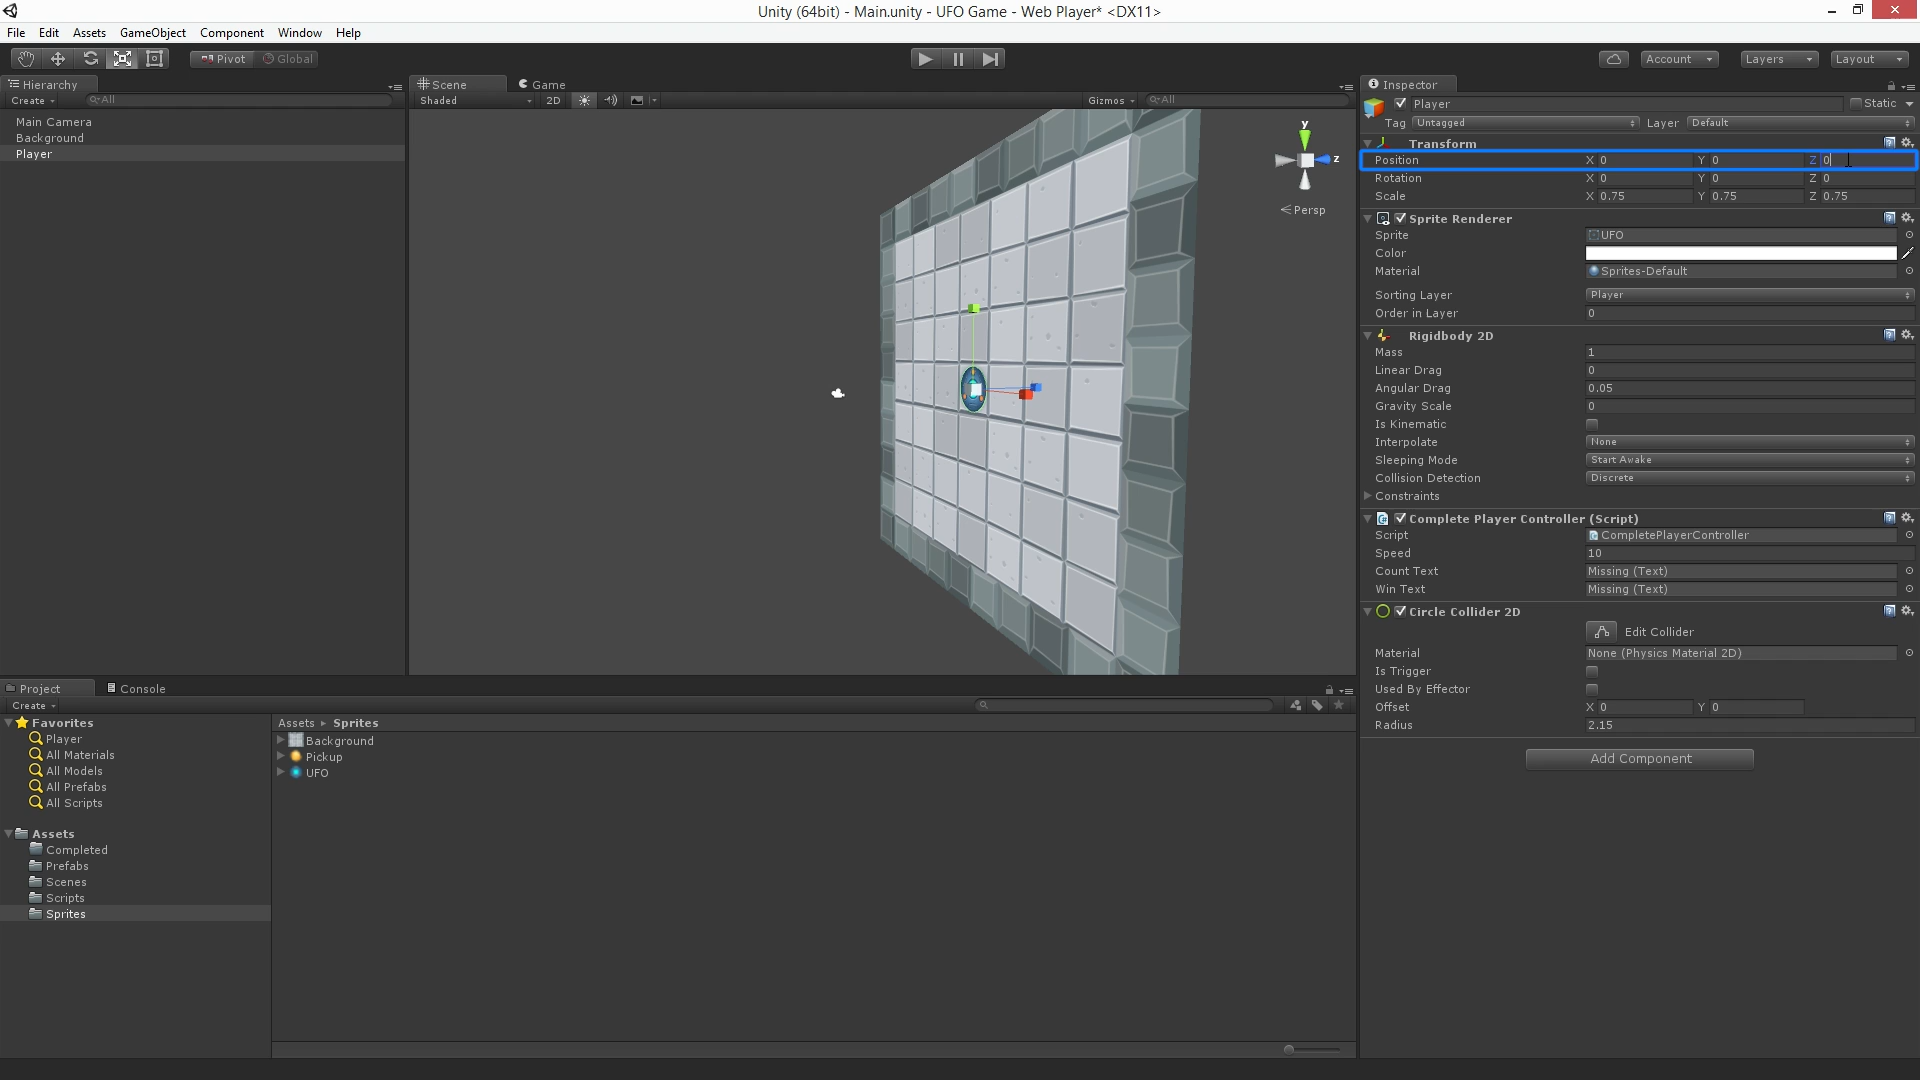 Unity (64bit) - Main.unity - UFO Game - Web Player* <DX11>
File Edit Assets GameObject Component Window Help
Pivot Global
Account Layers Layout
Hierarchy
Create All
Main Camera
Background
Player
Scene Game
Shaded 2D Gizmos All
y
z
Persp
Inspector
Player Static
Tag Untagged Layer Default
Transform
Position X 0 Y 0 Z 0
Rotation X 0 Y 0 Z 0
Scale X 0.75 Y 0.75 Z 0.75
Sprite Renderer
Sprite UFO
Color
Material Sprites-Default
Sorting Layer Player
Order in Layer 0
Rigidbody 2D
Mass 1
Linear Drag 0
Angular Drag 0.05
Gravity Scale 0
Is Kinematic
Interpolate None
Sleeping Mode Start Awake
Collision Detection Discrete
Constraints
Complete Player Controller (Script)
Script CompletePlayerController
Speed 10
Count Text Missing (Text)
Win Text Missing (Text)
Circle Collider 2D
Edit Collider
Material None (Physics Material 2D)
Is Trigger
Used By Effector
Offset X 0 Y 0
Radius 2.15
Add Component
Project Console
Create
Favorites
Player
All Materials
All Models
All Prefabs
All Scripts
Assets
Completed
Prefabs
Scenes
Scripts
Sprites
Assets Sprites
Background
Pickup
UFO